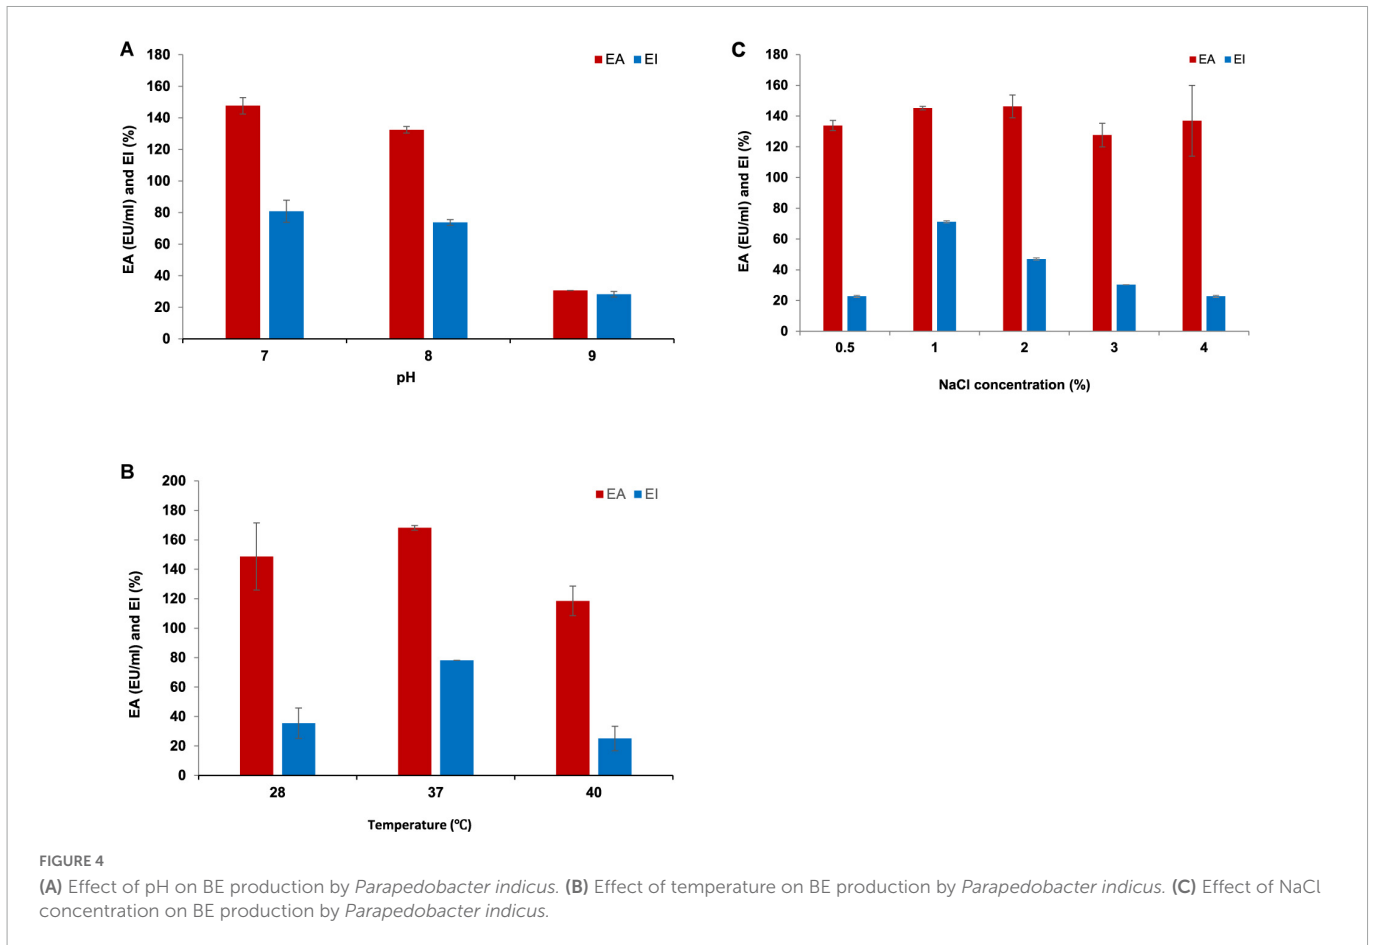 A
EA EI
180
160
140
120
100
80
60
40
20
0
EA (EU/ml) and EI (%)
7 8 9
pH
C
EA EI
180
160
140
120
100
80
60
40
20
0
EA (EU/ml) and EI (%)
0.5 1 2 3 4
NaCl concentration (%)
B
EA EI
200
180
160
140
120
100
80
60
40
20
0
EA (EU/ml) and EI (%)
28 37 40
Temperature (℃)
FIGURE 4
(A) Effect of pH on BE production by Parapedobacter indicus. (B) Effect of temperature on BE production by Parapedobacter indicus. (C) Effect of NaCl
concentration on BE production by Parapedobacter indicus.